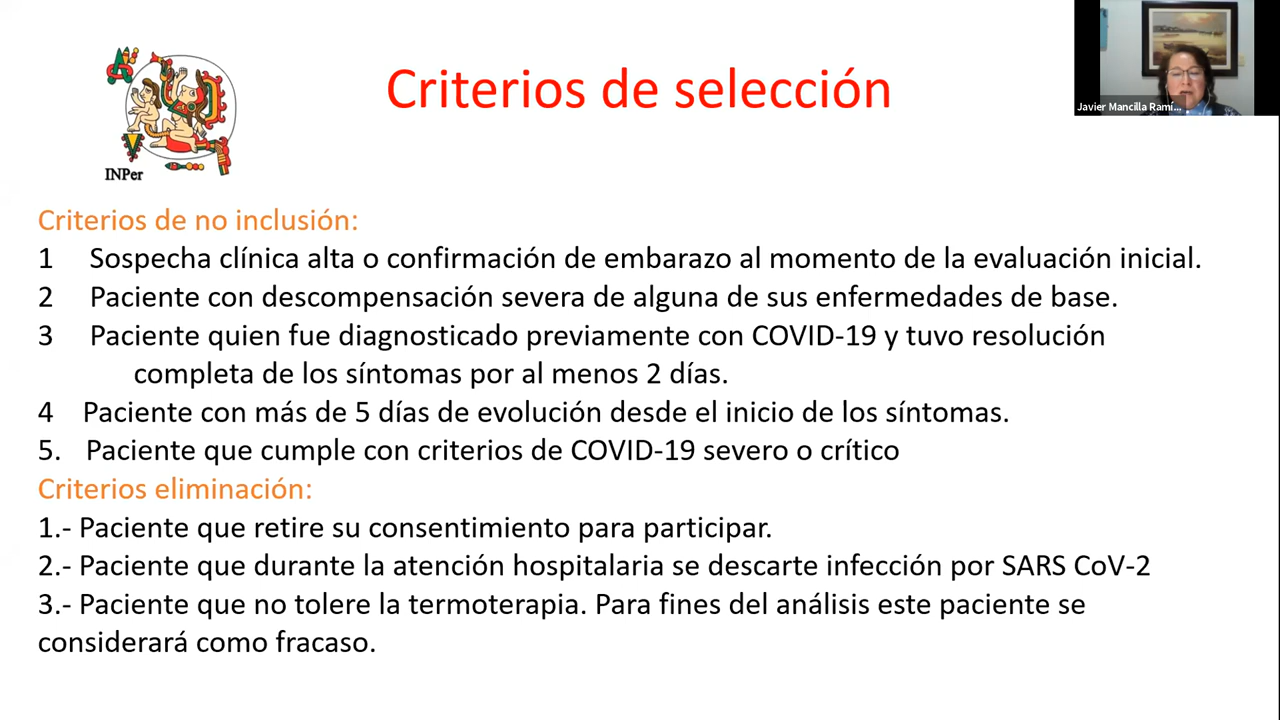 Criterios de selección
Javier Mancilla Ramí...
INPer
Criterios de no inclusión:
1 Sospecha clínica alta o confirmación de embarazo al momento de la evaluación inicial.
2 Paciente con descompensación severa de alguna de sus enfermedades de base.
3 Paciente quien fue diagnosticado previamente con COVID-19 y tuvo resolución
completa de los síntomas por al menos 2 días.
4 Paciente con más de 5 días de evolución desde el inicio de los síntomas.
5. Paciente que cumple con criterios de COVID-19 severo o crítico
Criterios eliminación:
1.- Paciente que retire su consentimiento para participar.
2.- Paciente que durante la atención hospitalaria se descarte infección por SARS CoV-2
3.- Paciente que no tolere la termoterapia. Para fines del análisis este paciente se
considerará como fracaso.